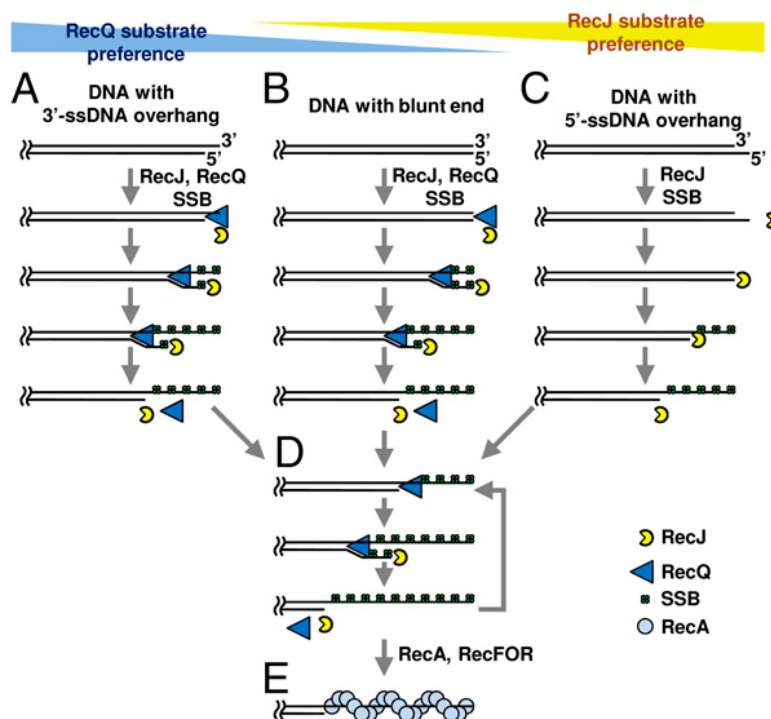 RecQ substrate
preference
RecJ substrate
preference
A
DNA with
3’-ssDNA overhang
3’
5’
RecJ, RecQ
SSB
B
DNA with blunt end
3’
5’
RecJ, RecQ
SSB
C
DNA with
5’-ssDNA overhang
3’
5’
RecJ
SSB
D
RecJ
RecQ
SSB
RecA
RecA, RecFOR
E